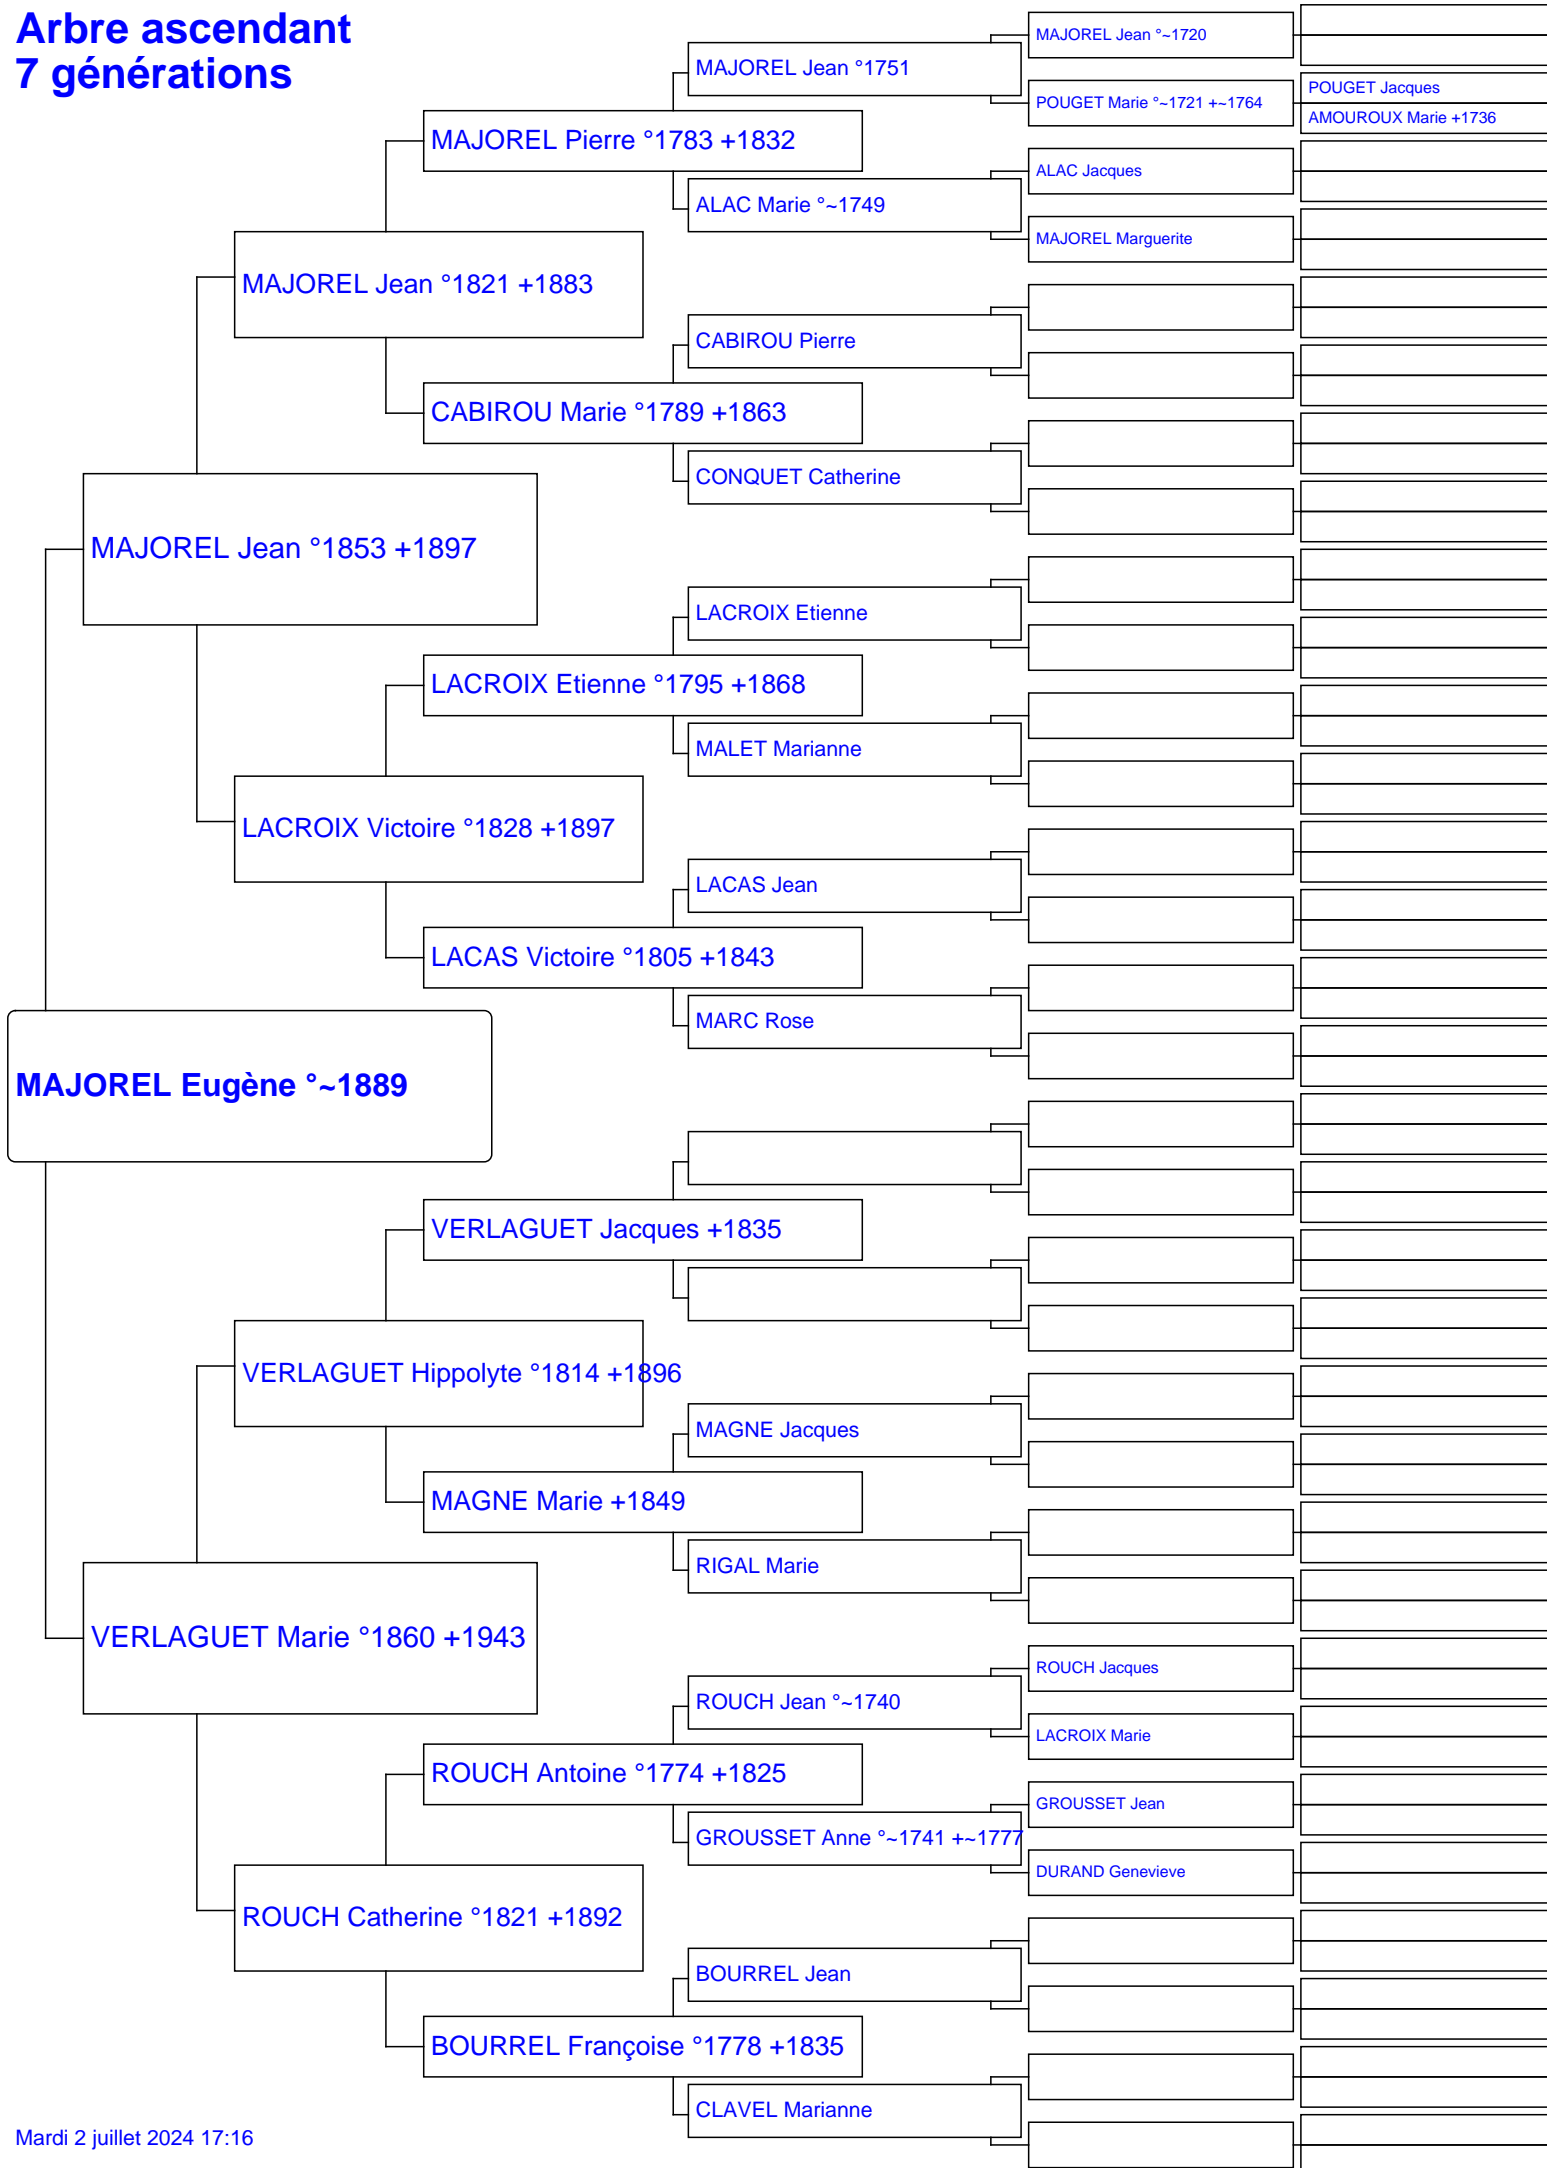 Arbre ascendant
7 générations
MAJOREL Jean °~1720
MAJOREL Jean °1751
POUGET Jacques
POUGET Marie °~1721 +~1764
AMOUROUX Marie +1736
MAJOREL Pierre °1783 +1832
ALAC Jacques
ALAC Marie °~1749
MAJOREL Marguerite
MAJOREL Jean °1821 +1883
CABIROU Pierre
CABIROU Marie °1789 +1863
CONQUET Catherine
MAJOREL Jean °1853 +1897
LACROIX Etienne
LACROIX Etienne °1795 +1868
MALET Marianne
LACROIX Victoire °1828 +1897
LACAS Jean
LACAS Victoire °1805 +1843
MARC Rose
MAJOREL Eugène °~1889
VERLAGUET Jacques +1835
VERLAGUET Hippolyte °1814 +1896
MAGNE Jacques
MAGNE Marie +1849
RIGAL Marie
VERLAGUET Marie °1860 +1943
ROUCH Jacques
ROUCH Jean °~1740
LACROIX Marie
ROUCH Antoine °1774 +1825
GROUSSET Jean
GROUSSET Anne °~1741 +~1777
DURAND Genevieve
ROUCH Catherine °1821 +1892
BOURREL Jean
BOURREL Françoise °1778 +1835
CLAVEL Marianne
Mardi 2 juillet 2024 17:16